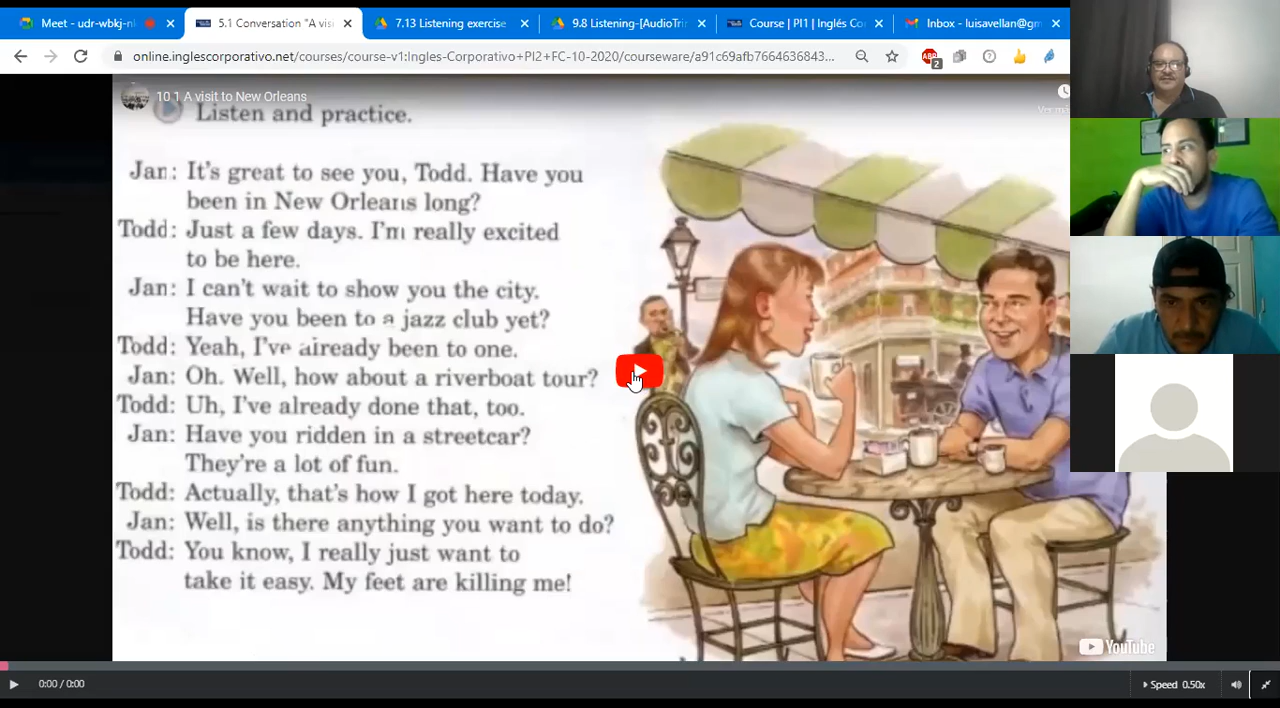 Meet - udr-wbkj-n
5.1 Conversation "A vis
7.13 Listening exercise
9.8 Listening-[AudioTri
Course | PI1 | Inglés Co
Inbox - luisavellan@gm
online.inglescorporativo.net/courses/course-v1:Ingles-Corporativo+PI2+FC-10-2020/courseware/a91c69afb7664636843...
2
10 1 A visit to New Orleans
Listen and practice.
Jan: It's great to see you, Todd. Have you
been in New Orleans long?
Todd: Just a few days. I'm really excited
to be here.
Jan: I can't wait to show you the city.
Have you been to a jazz club yet?
Todd: Yeah, I've already been to one.
Jan: Oh. Well, how about a riverboat tour?
Todd: Uh, I've already done that, too.
Jan: Have you ridden in a streetcar?
They're a lot of fun.
Todd: Actually, that's how I got here today.
Jan: Well, is there anything you want to do?
Todd: You know, I really just want to
take it easy. My feet are killing me!
YouTube
0:00 / 0:00
Speed 0.50x